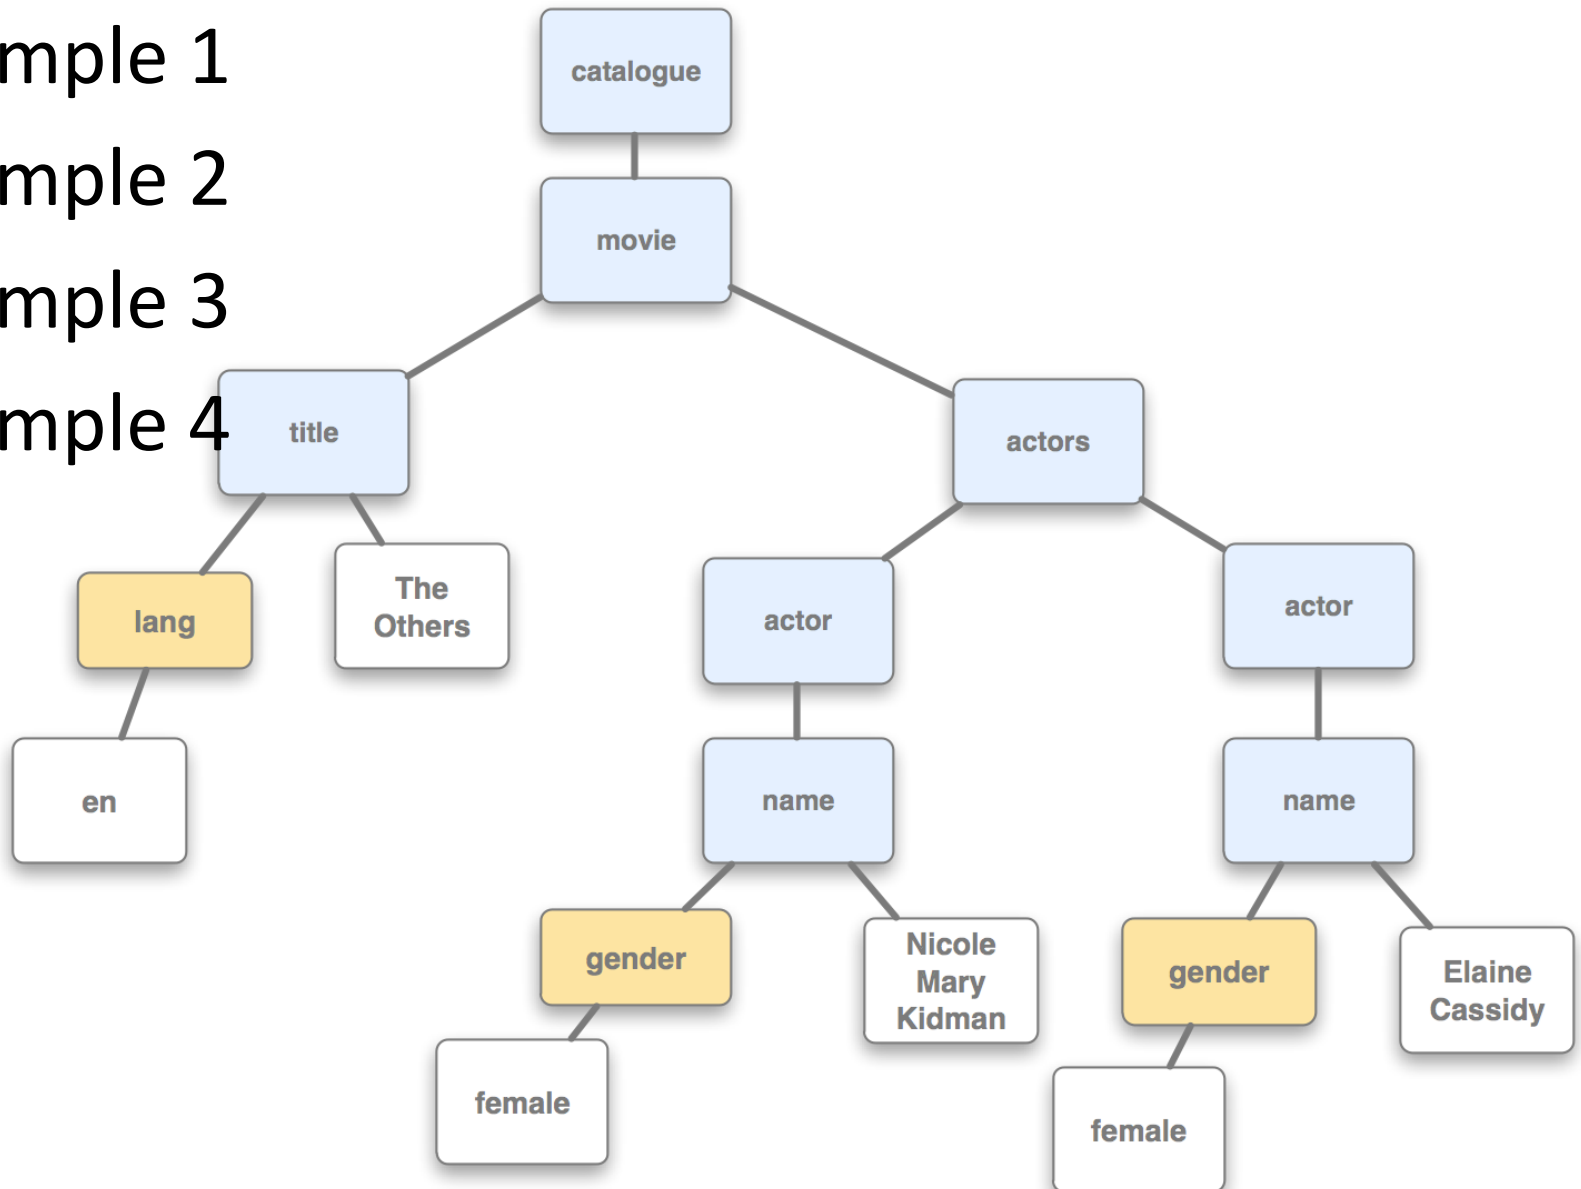 mple 1
mple 2
mple 3
mple 4
catalogue
movie
title
actors
lang
The
Others
actor
actor
en
name
name
gender
Nicole
Mary
Kidman
gender
Elaine
Cassidy
female
female